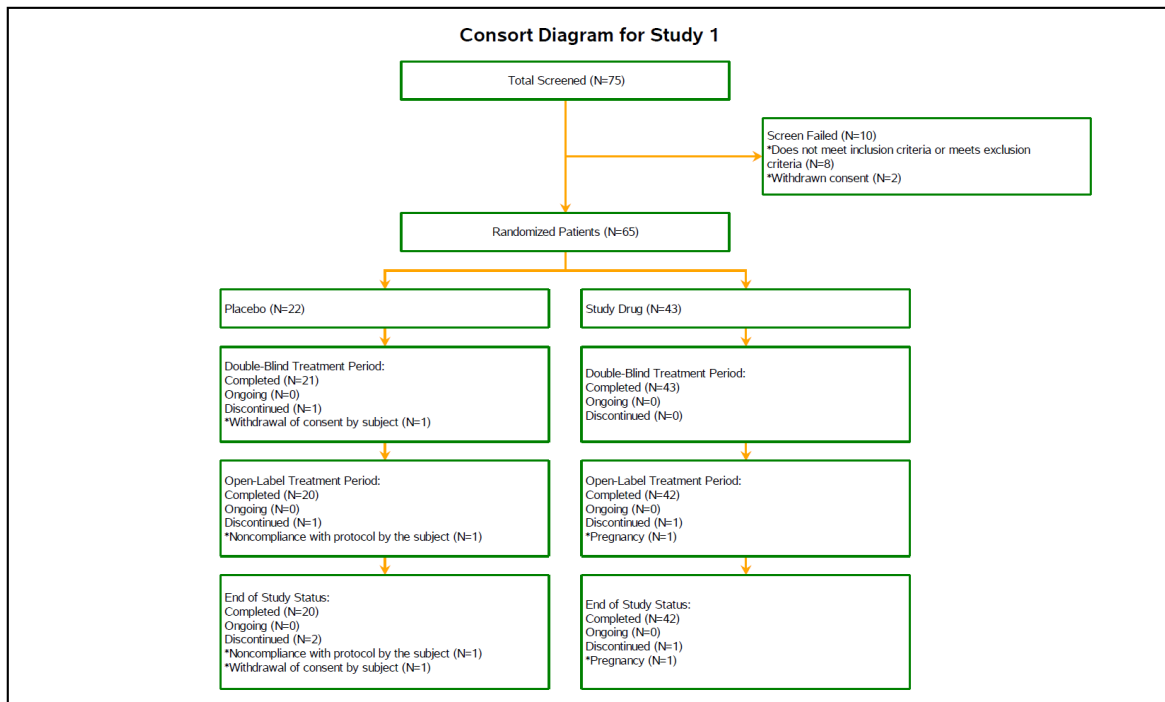 Consort Diagram for Study 1
Total Screened (N=75)
Screen Failed (N=10)
*Does not meet inclusion criteria or meets exclusion
criteria (N=8)
*Withdrawn consent (N=2)
Randomized Patients (N=65)
Placebo (N=22)
Study Drug (N=43)
Double-Blind Treatment Period:
Completed (N=21)
Ongoing (N=0)
Discontinued (N=1)
*Withdrawal of consent by subject (N=1)
Double-Blind Treatment Period:
Completed (N=43)
Ongoing (N=0)
Discontinued (N=0)
Open-Label Treatment Period:
Completed (N=20)
Ongoing (N=0)
Discontinued (N=1)
*Noncompliance with protocol by the subject (N=1)
Open-Label Treatment Period:
Completed (N=42)
Ongoing (N=0)
Discontinued (N=1)
*Pregnancy (N=1)
End of Study Status:
Completed (N=20)
Ongoing (N=0)
Discontinued (N=2)
*Noncompliance with protocol by the subject (N=1)
*Withdrawal of consent by subject (N=1)
End of Study Status:
Completed (N=42)
Ongoing (N=0)
Discontinued (N=1)
*Pregnancy (N=1)